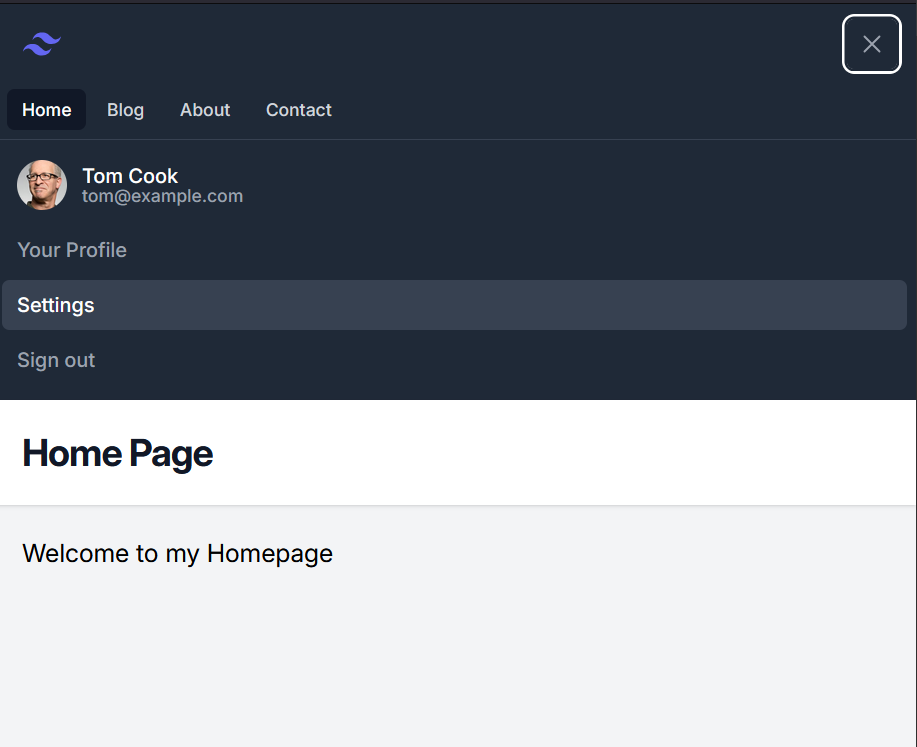 Home Blog About Contact
Tom Cook
tom@example.com
Your Profile
Settings
Sign out
Home Page
Welcome to my Homepage